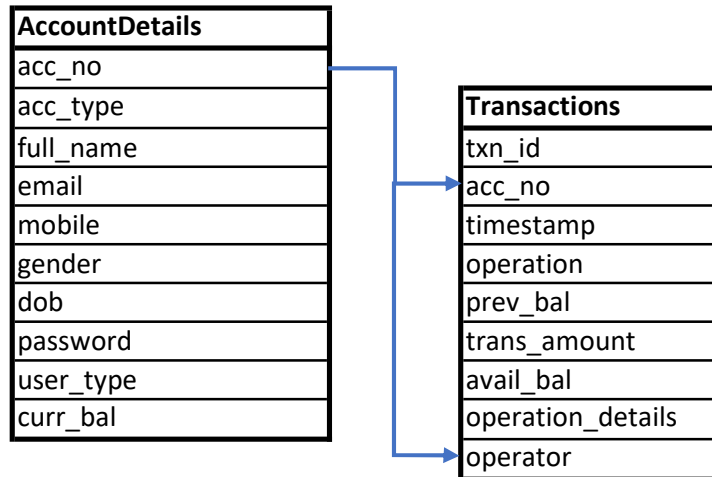 AccountDetails
acc_no
acc_type
full_name
email
mobile
gender
dob
password
user_type
curr_bal
Transactions
txn_id
acc_no
timestamp
operation
prev_bal
trans_amount
avail_bal
operation_details
operator